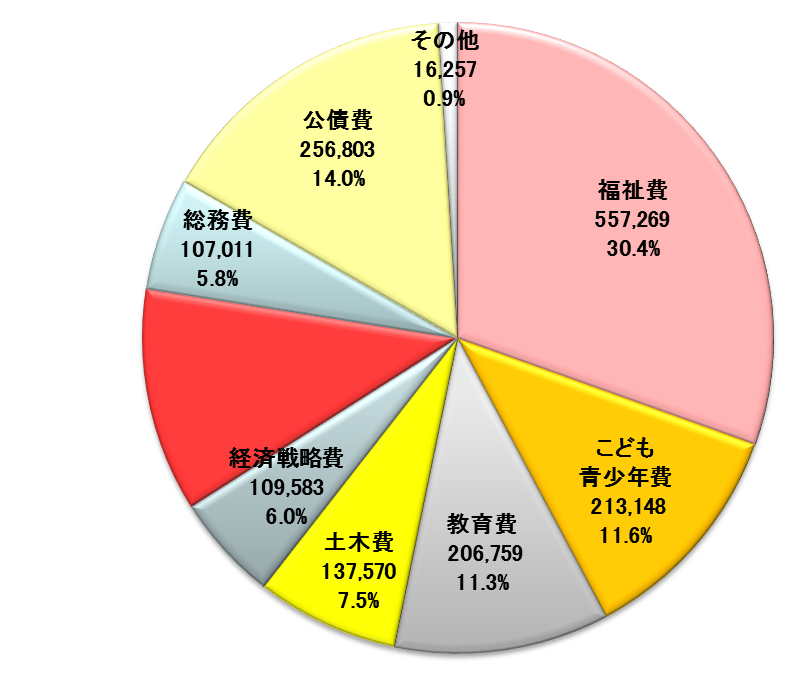 その他
16,257
0.9%
福祉費
557,269
30.4%
こども
青少年費
213,148
11.6%
教育費
206,759
11.3%
土木費
137,570
7.5%
経済戦略費
109,583
6.0%
総務費
107,011
5.8%
公債費
256,803
14.0%